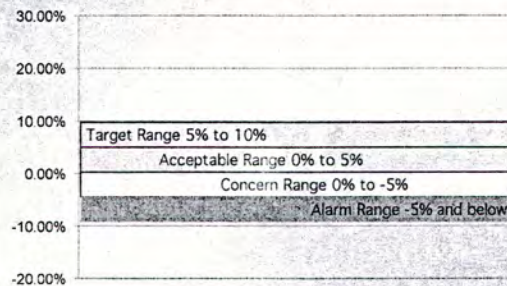 30.00%
20.00%
10.00%
Target Range 5% to 10%
Acceptable Range 0% to 5%
0.00%
Concern Range 0% to -5%
Alarm Range -5% and below
-10.00%
-20.00%